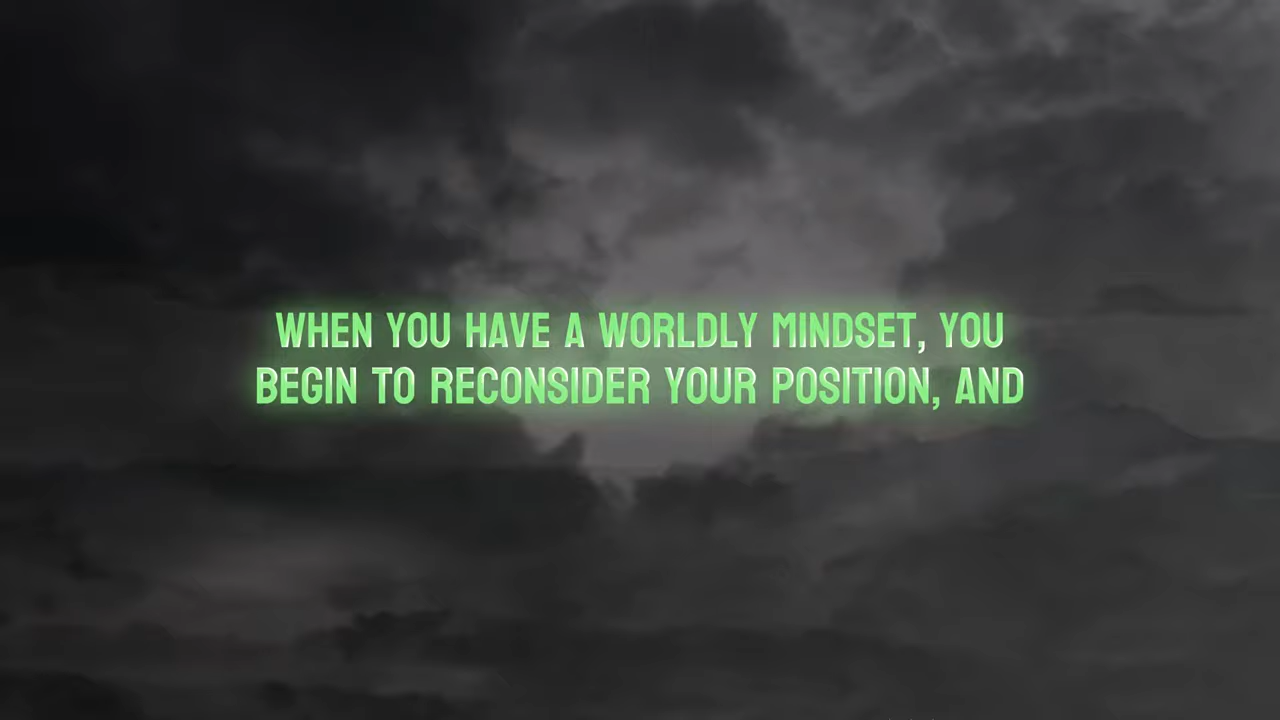 WHEN YOU HAVE A WORLDLY MINDSET, YOU
BEGIN TO RECONSIDER YOUR POSITION, AND